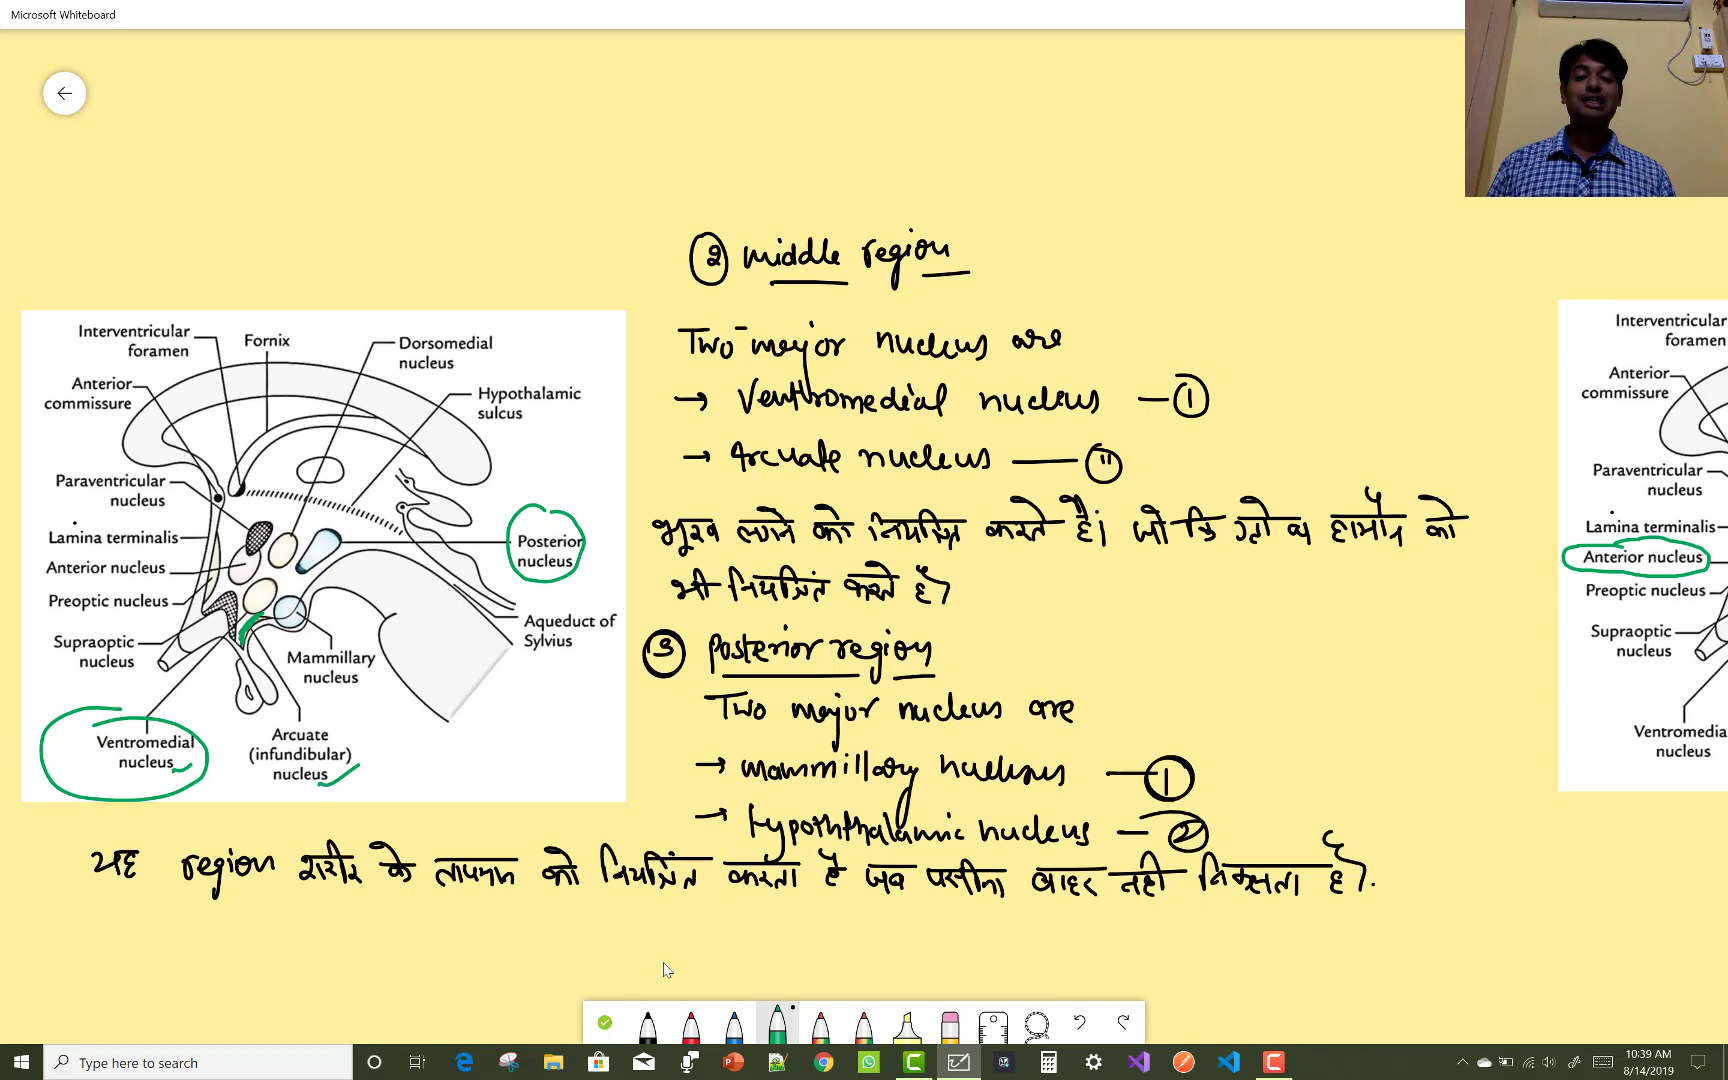 Microsoft Whiteboard
② middle region
Two major nucleus are
→ Ventromedial nucleus —①
→ Arcuate nucleus —— ⑪
भूख लगने को नियंत्रित करते है। जो कि ग्रोथ हार्मोन को
भी नियंत्रित करते है।
③ Posterior region
Two major nucleus are
→ mammillary nucleus —①
→ Hypoththalamic nucleus —②
यह region शरीर के तापमान को नियंत्रित करता है जब पसीना बाहर नही निकलता है।
Interventricular
foramen
Fornix
Dorsomedial
nucleus
Anterior
commissure
Hypothalamic
sulcus
Paraventricular
nucleus
Lamina terminalis
Anterior nucleus
Preoptic nucleus
Supraoptic
nucleus
Posterior
nucleus
Aqueduct of
Sylvius
Mammillary
nucleus
Ventromedial
nucleus
Arcuate
(infundibular)
nucleus
Interventricular
foramen
Anterior
commissure
Paraventricular
nucleus
Lamina terminalis
Anterior nucleus
Preoptic nucleus
Supraoptic
nucleus
Ventromedia
nucleus
Type here to search
10:39 AM
8/14/2019